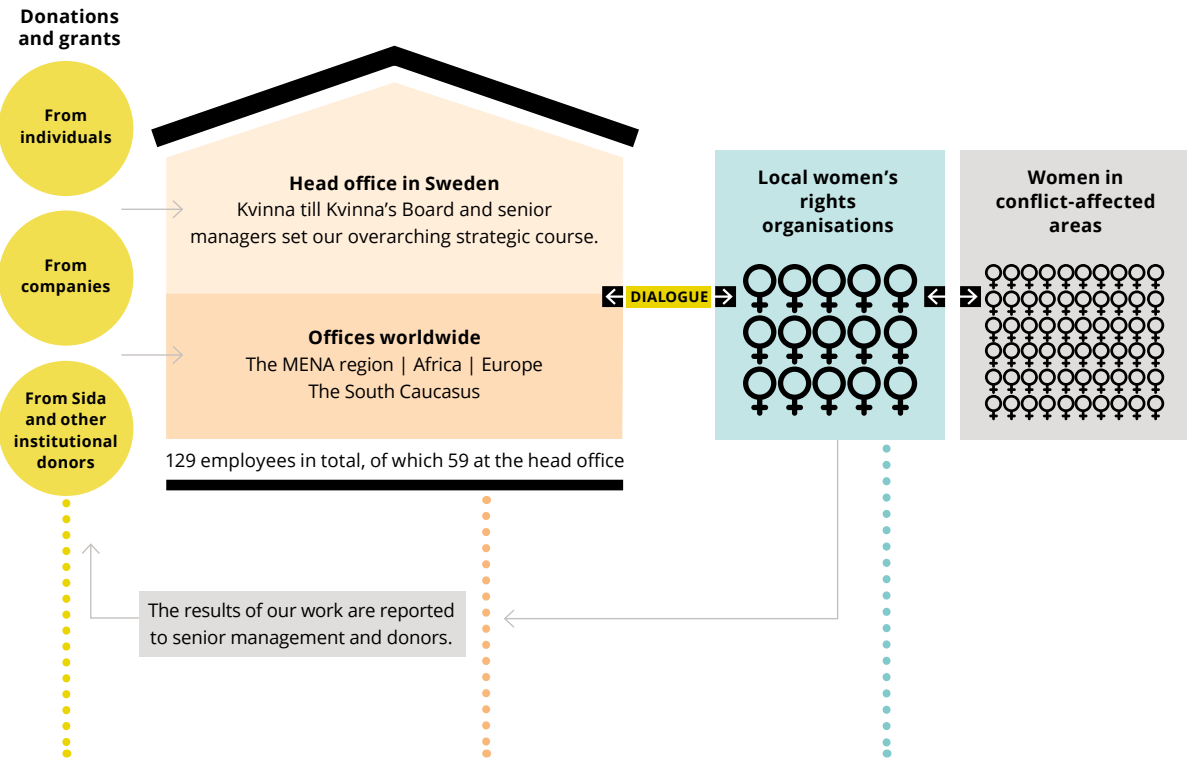 Donations
and grants
From
individuals
From
companies
From Sida
and other
institutional
donors
Head office in Sweden
Kvinna till Kvinna’s Board and senior
managers set our overarching strategic course.
Offices worldwide
The MENA region | Africa | Europe
The South Caucasus
129 employees in total, of which 59 at the head office
DIALOGUE
Local women’s
rights
organisations
Women in
conflict-affected
areas
The results of our work are reported
to senior management and donors.